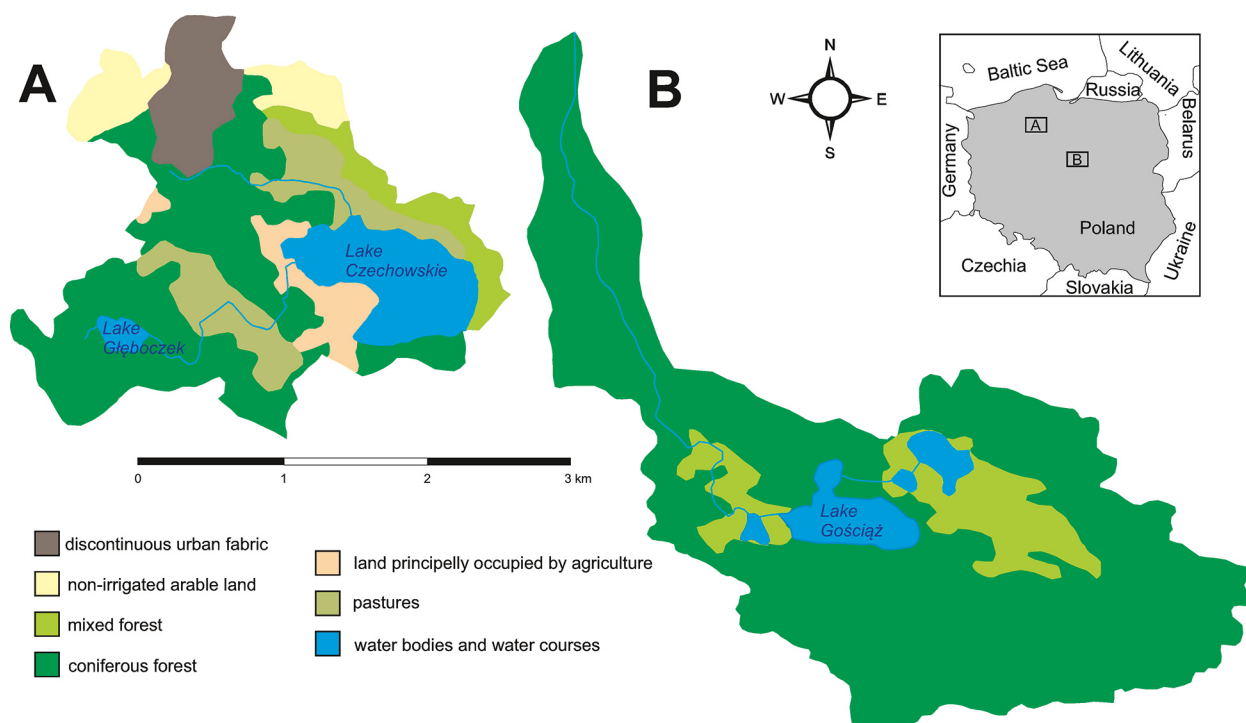 A
Lake
Czechowskie
Lake
Głęboczek
0
1
2
3 km
B
N
W
E
S
Lake
Gościąż
Baltic Sea
Lithuania
Russia
Belarus
Germany
A
B
Poland
Ukraine
Czechia
Slovakia
discontinuous urban fabric
non-irrigated arable land
mixed forest
coniferous forest
land principelly occupied by agriculture
pastures
water bodies and water courses